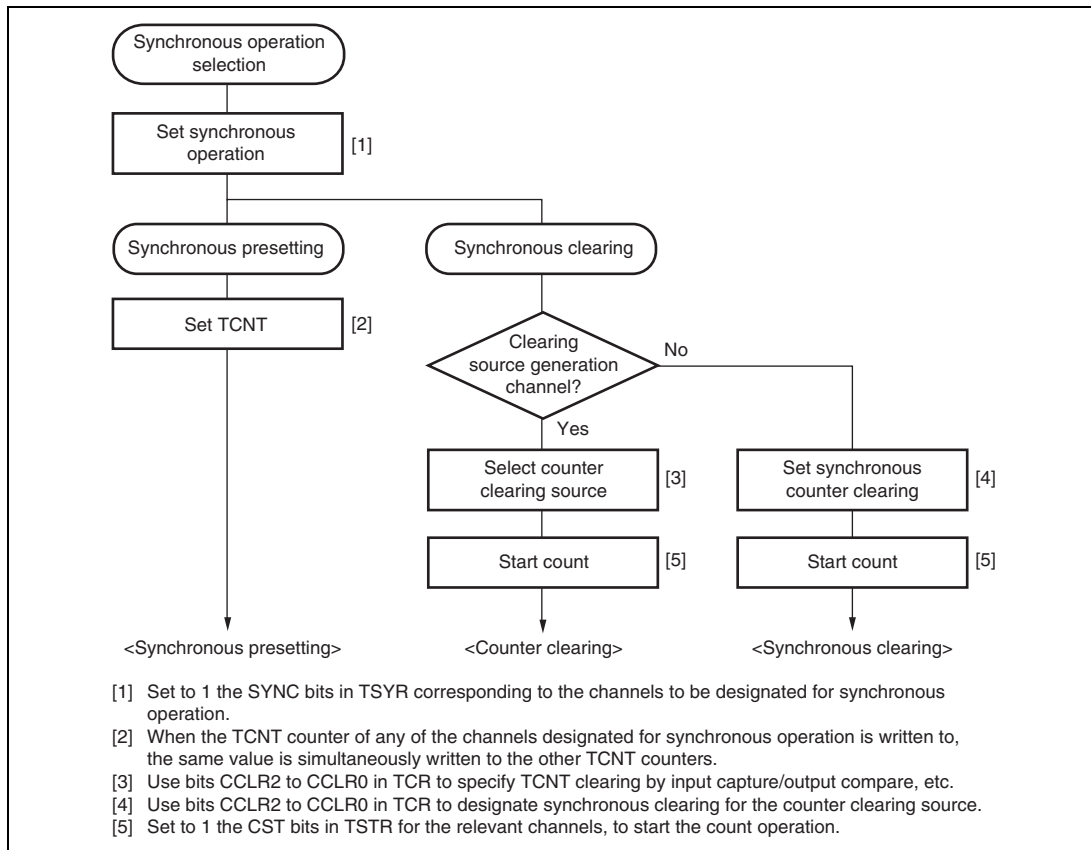 Synchronous operation
selection
Set synchronous
operation
[1]
Synchronous presetting
Synchronous clearing
Set TCNT
[2]
Clearing
source generation
channel?
No
Yes
Select counter
clearing source
[3]
Set synchronous
counter clearing
[4]
Start count
[5]
Start count
[5]
<Synchronous presetting>
<Counter clearing>
<Synchronous clearing>
[1] Set to 1 the SYNC bits in TSYR corresponding to the channels to be designated for synchronous
operation.
[2] When the TCNT counter of any of the channels designated for synchronous operation is written to,
the same value is simultaneously written to the other TCNT counters.
[3] Use bits CCLR2 to CCLR0 in TCR to specify TCNT clearing by input capture/output compare, etc.
[4] Use bits CCLR2 to CCLR0 in TCR to designate synchronous clearing for the counter clearing source.
[5] Set to 1 the CST bits in TSTR for the relevant channels, to start the count operation.